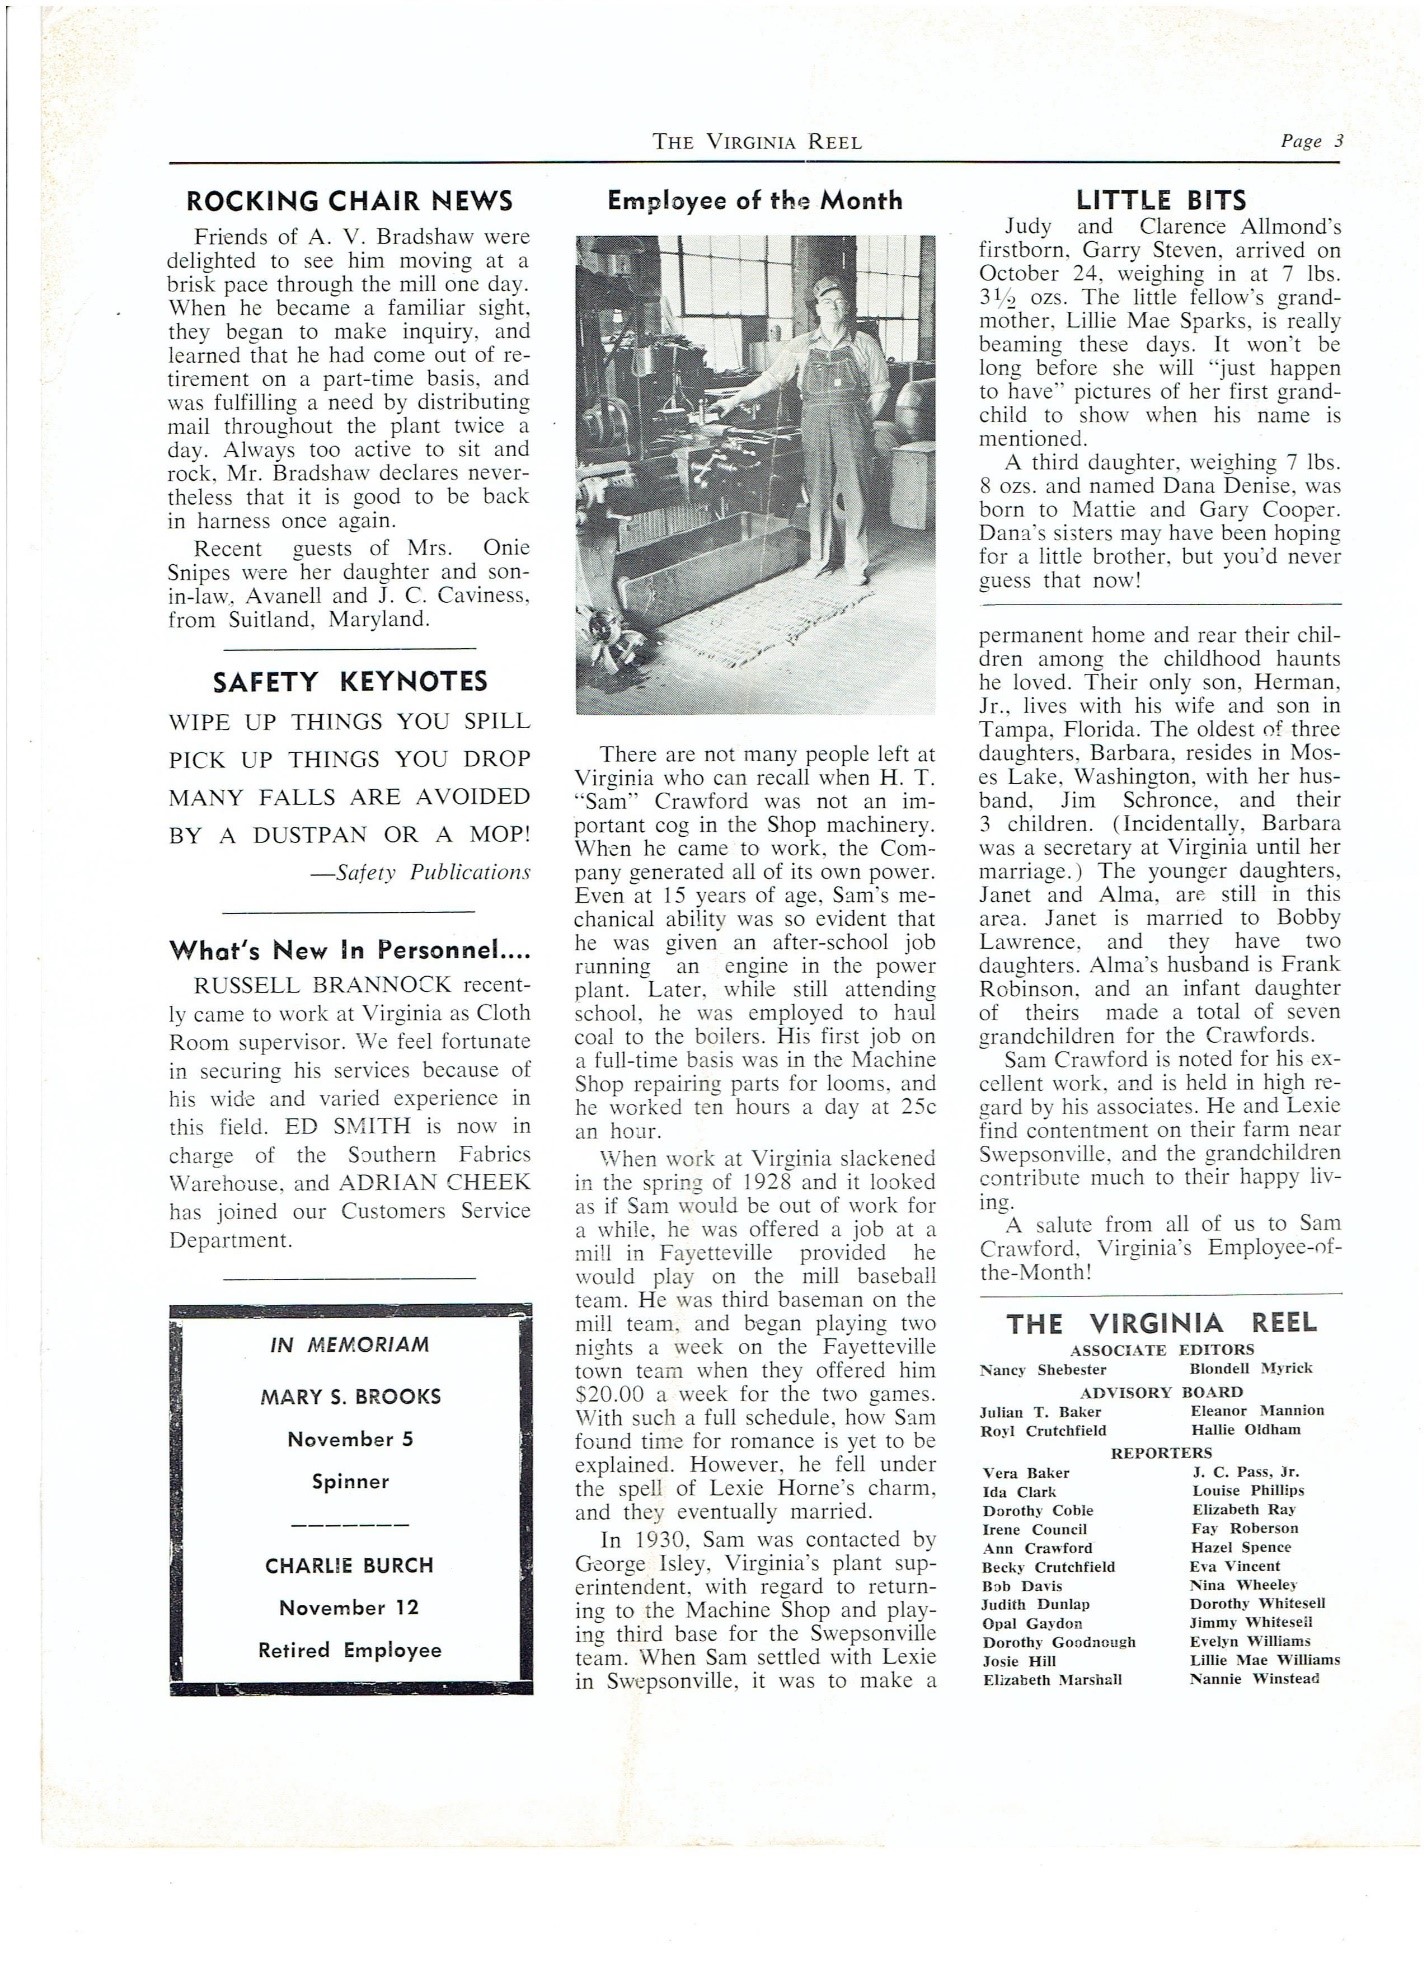 THE VIRGINIA REEL
Page 3
ROCKING CHAIR NEWS
Friends of A. V. Bradshaw were
delighted to see him moving at a
brisk pace through the mill one day.
When he became a familiar sight,
they began to make inquiry, and
learned that he had come out of re-
tirement on a part-time basis, and
was fulfilling a need by distributing
mail throughout the plant twice a
day. Always too active to sit and
rock, Mr. Bradshaw declares never-
theless that it is good to be back
in harness once again.
Recent guests of Mrs. Onie
Snipes were her daughter and son-
in-law, Avanell and J. C. Caviness,
from Suitland, Maryland.
SAFETY KEYNOTES
WIPE UP THINGS YOU SPILL
PICK UP THINGS YOU DROP
MANY FALLS ARE AVOIDED
BY A DUSTPAN OR A MOP!
—Safety Publications
What's New In Personnel....
RUSSELL BRANNOCK recent-
ly came to work at Virginia as Cloth
Room supervisor. We feel fortunate
in securing his services because of
his wide and varied experience in
this field. ED SMITH is now in
charge of the Southern Fabrics
Warehouse, and ADRIAN CHEEK
has joined our Customers Service
Department.
IN MEMORIAM
MARY S. BROOKS
November 5
Spinner
CHARLIE BURCH
November 12
Retired Employee
Employee of the Month
There are not many people left at
Virginia who can recall when H. T.
“Sam” Crawford was not an im-
portant cog in the Shop machinery.
When he came to work, the Com-
pany generated all of its own power.
Even at 15 years of age, Sam's me-
chanical ability was so evident that
he was given an after-school job
running an engine in the power
plant. Later, while still attending
school, he was employed to haul
coal to the boilers. His first job on
a full-time basis was in the Machine
Shop repairing parts for looms, and
he worked ten hours a day at 25c
an hour.
When work at Virginia slackened
in the spring of 1928 and it looked
as if Sam would be out of work for
a while, he was offered a job at a
mill in Fayetteville provided he
would play on the mill baseball
team. He was third baseman on the
mill team, and began playing two
nights a week on the Fayetteville
town team when they offered him
$20.00 a week for the two games.
With such a full schedule, how Sam
found time for romance is yet to be
explained. However, he fell under
the spell of Lexie Horne's charm,
and they eventually married.
In 1930, Sam was contacted by
George Isley, Virginia's plant sup-
erintendent, with regard to return-
ing to the Machine Shop and play-
ing third base for the Swepsonville
team. When Sam settled with Lexie
in Swepsonville, it was to make a
LITTLE BITS
Judy and Clarence Allmond's
firstborn, Garry Steven, arrived on
October 24, weighing in at 7 lbs.
3½ ozs. The little fellow's grand-
mother, Lillie Mae Sparks, is really
beaming these days. It won't be
long before she will “just happen
to have” pictures of her first grand-
child to show when his name is
mentioned.
A third daughter, weighing 7 lbs.
8 ozs. and named Dana Denise, was
born to Mattie and Gary Cooper.
Dana's sisters may have been hoping
for a little brother, but you'd never
guess that now!
permanent home and rear their chil-
dren among the childhood haunts
he loved. Their only son, Herman,
Jr., lives with his wife and son in
Tampa, Florida. The oldest of three
daughters, Barbara, resides in Mos-
es Lake, Washington, with her hus-
band, Jim Schronce, and their
3 children. (Incidentally, Barbara
was a secretary at Virginia until her
marriage.) The younger daughters,
Janet and Alma, are still in this
area. Janet is married to Bobby
Lawrence, and they have two
daughters. Alma's husband is Frank
Robinson, and an infant daughter
of theirs made a total of seven
grandchildren for the Crawfords.
Sam Crawford is noted for his ex-
cellent work, and is held in high re-
gard by his associates. He and Lexie
find contentment on their farm near
Swepsonville, and the grandchildren
contribute much to their happy liv-
ing.
A salute from all of us to Sam
Crawford, Virginia's Employee-of-
the-Month!
THE VIRGINIA REEL
ASSOCIATE EDITORS
Nancy Shebester Blondell Myrick
ADVISORY BOARD
Julian T. Baker Eleanor Mannion
Royl Crutchfield Hallie Oldham
REPORTERS
Vera Baker J. C. Pass, Jr.
Ida Clark Louise Phillips
Dorothy Coble Elizabeth Ray
Irene Council Fay Roberson
Ann Crawford Hazel Spence
Becky Crutchfield Eva Vincent
Bob Davis Nina Wheeley
Judith Dunlap Dorothy Whitesell
Opal Gaydon Jimmy Whitesell
Dorothy Goodnough Evelyn Williams
Josie Hill Lillie Mae Williams
Elizabeth Marshall Nannie Winstead